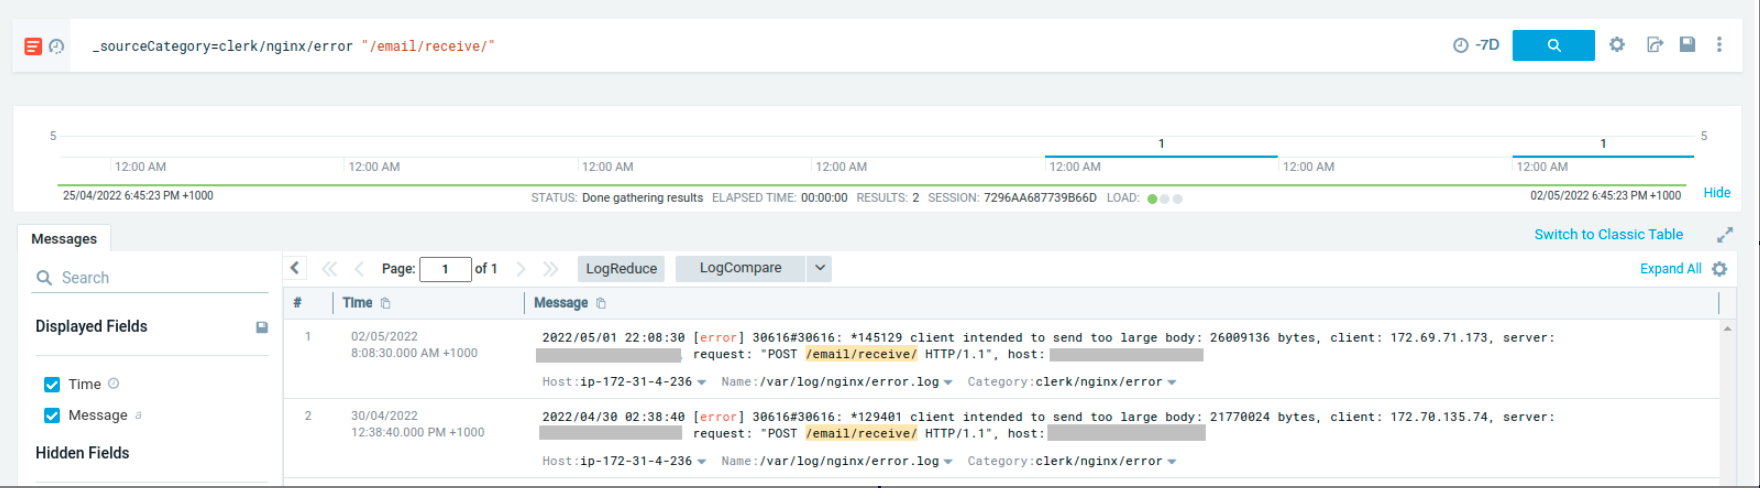 _sourceCategory=clerk/nginx/error "/email/receive/"
-7D
5
1
1
5
12:00 AM
12:00 AM
12:00 AM
12:00 AM
12:00 AM
12:00 AM
12:00 AM
25/04/2022 6:45:23 PM +1000
STATUS: Done gathering results ELAPSED TIME: 00:00:00 RESULTS: 2 SESSION: 7296AA687739B66D LOAD:
02/05/2022 6:45:23 PM +1000
Hide
Messages
Switch to Classic Table
Search
Page: 1 of 1
LogReduce
LogCompare
Expand All
# Time Message
Displayed Fields
Time
Message a
Hidden Fields
1
02/05/2022
8:08:30.000 AM +1000
2022/05/01 22:08:30 [error] 30616#30616: *145129 client intended to send too large body: 26009136 bytes, client: 172.69.71.173, server:
, request: "POST /email/receive/ HTTP/1.1", host:
Host:ip-172-31-4-236 Name:/var/log/nginx/error.log Category:clerk/nginx/error
2
30/04/2022
12:38:40.000 PM +1000
2022/04/30 02:38:40 [error] 30616#30616: *129401 client intended to send too large body: 21770024 bytes, client: 172.70.135.74, server:
request: "POST /email/receive/ HTTP/1.1", host:
Host:ip-172-31-4-236 Name:/var/log/nginx/error.log Category:clerk/nginx/error